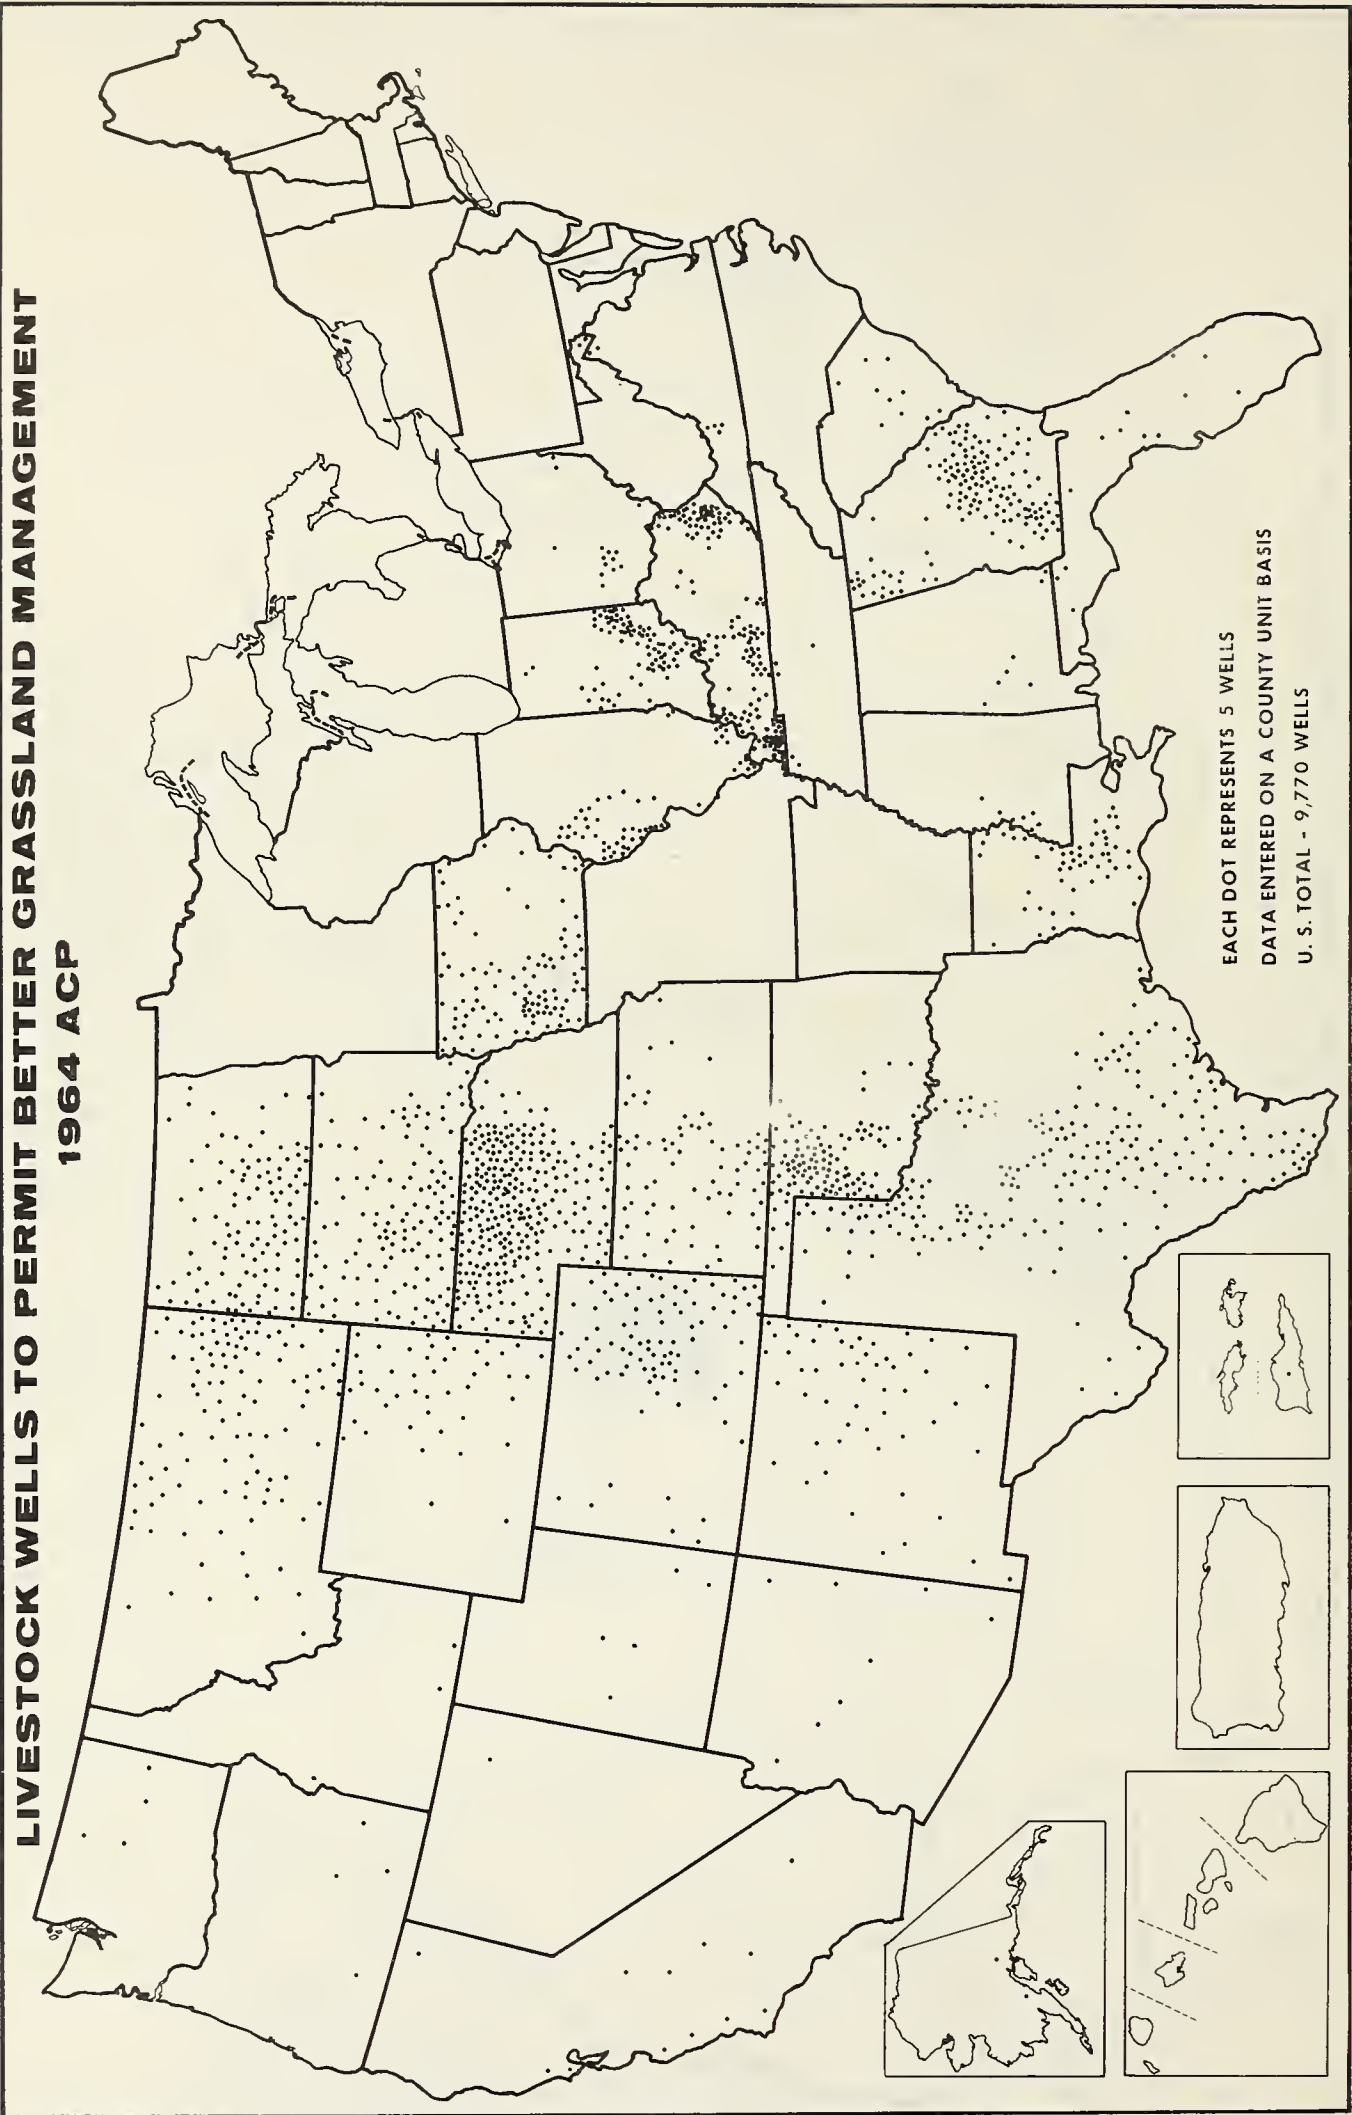 LIVESTOCK WELLS TO PERMIT BETTER GRASSLAND MANAGEMENT
1964 ACP
EACH DOT REPRESENTS 5 WELLS
DATA ENTERED ON A COUNTY UNIT BASIS
U. S. TOTAL - 9,770 WELLS